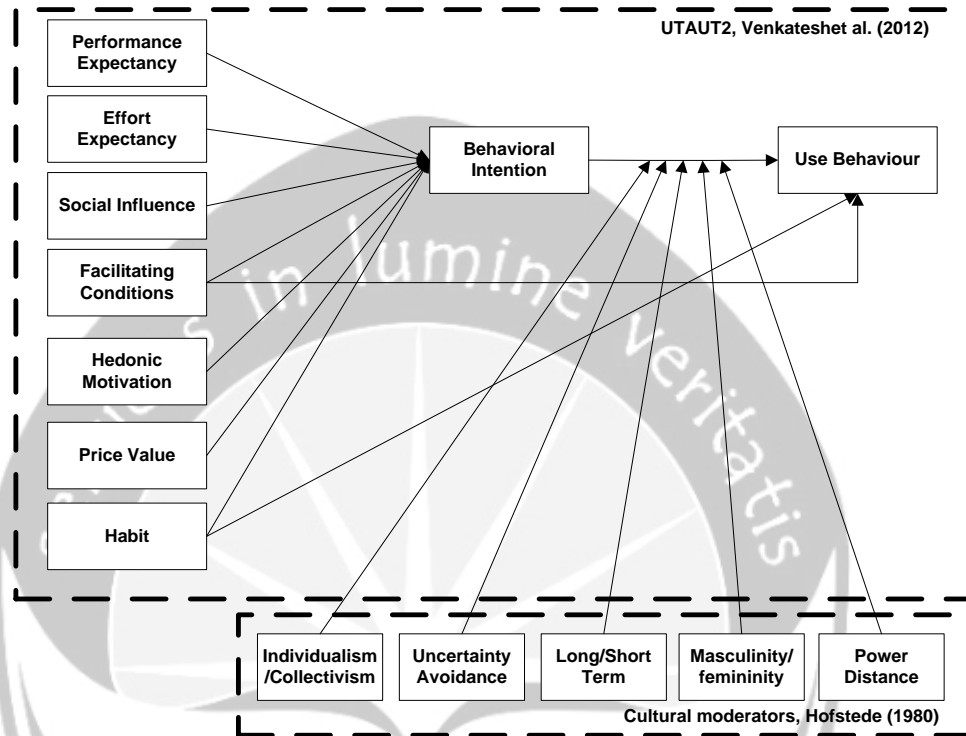 UTAUT2, Venkateshet al. (2012)
Performance
Expectancy
Effort
Expectancy
Social Influence
Facilitating
Conditions
Hedonic
Motivation
Price Value
Habit
Behavioral
Intention
Use Behaviour
in lumine veritatis
Individualism
/Collectivism
Uncertainty
Avoidance
Long/Short
Term
Masculinity/
femininity
Power
Distance
Cultural moderators, Hofstede (1980)